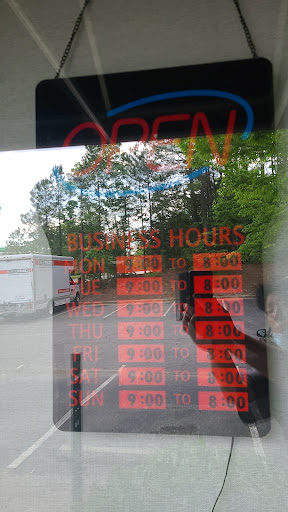 OPEN
BUSINESS HOURS
MON 9:00 TO 8:00
TUE 9:00 TO 8:00
WED 9:00 TO 8:00
THU 9:00 TO 8:00
FRI 9:00 TO 8:00
SAT 9:00 TO 8:00
SUN 9:00 TO 8:00